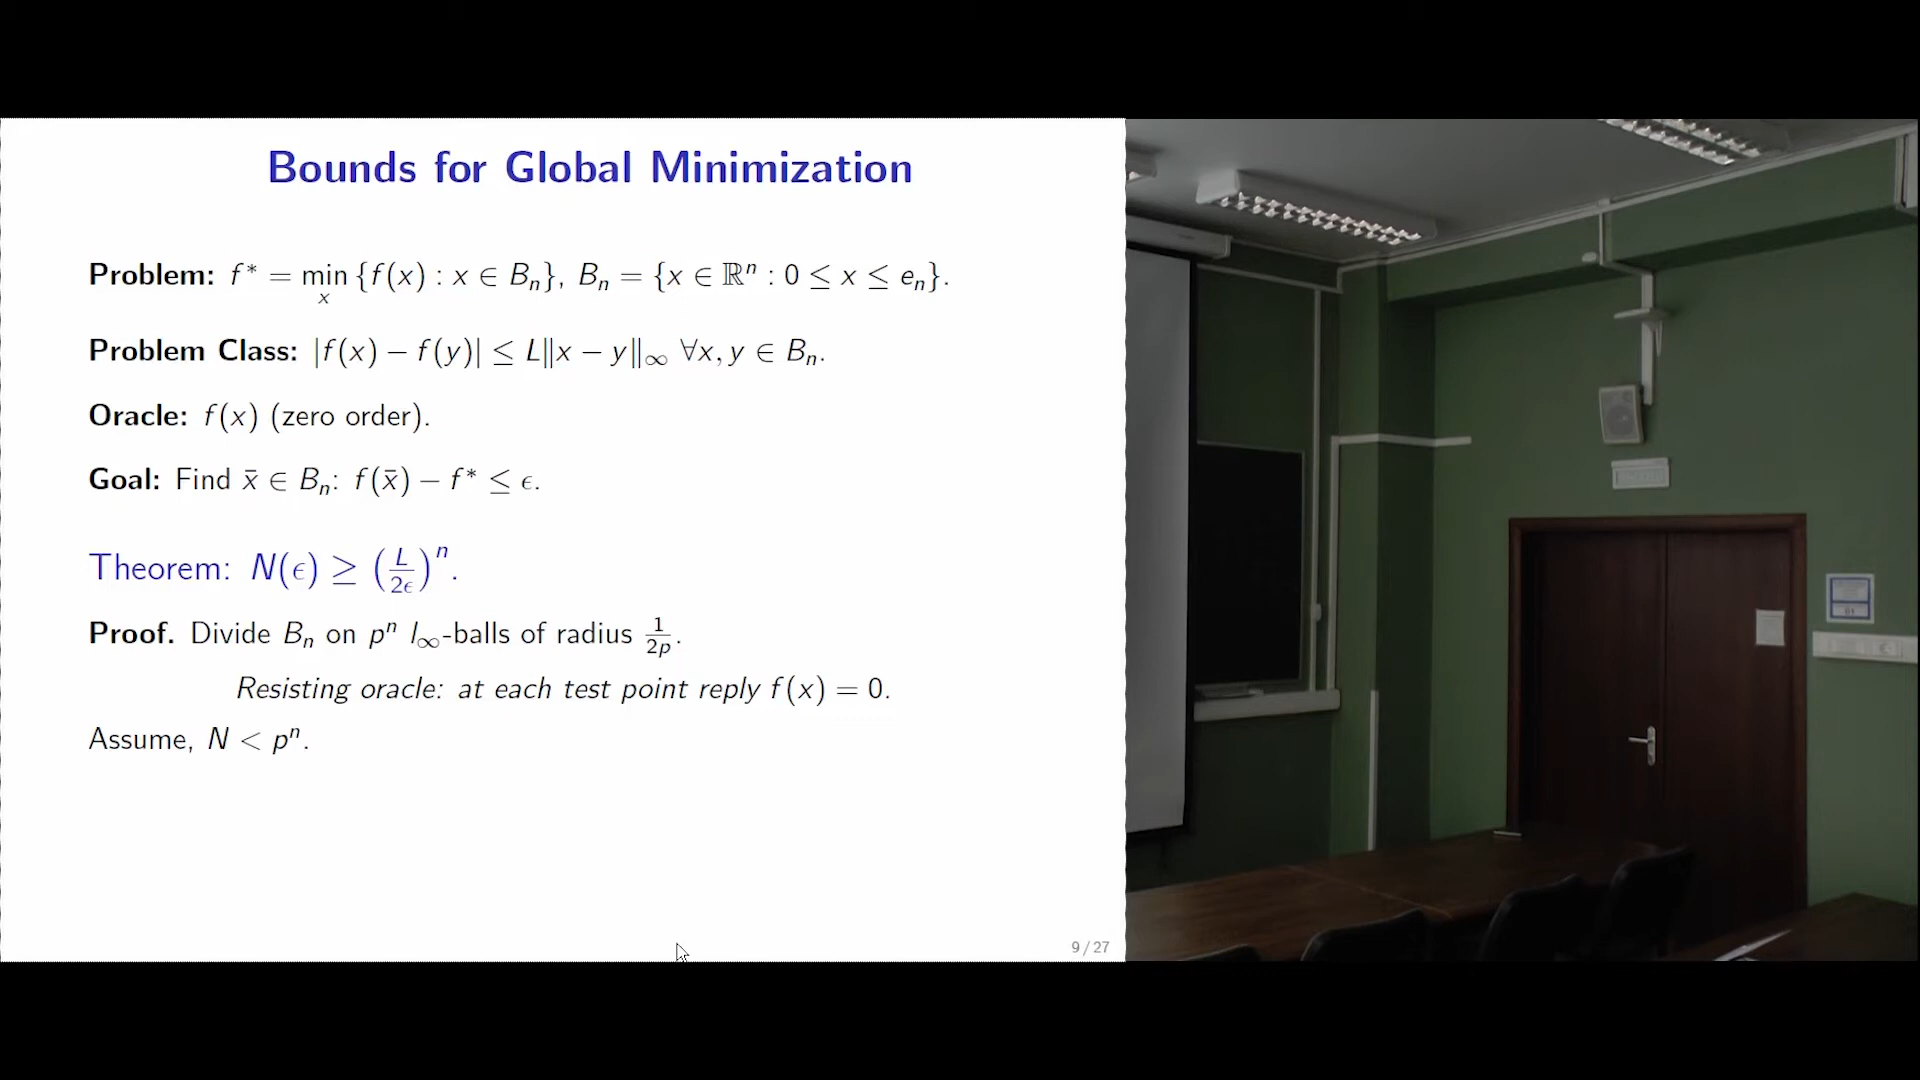 Bounds for Global Minimization
Problem: f* = min_x {f(x) : x ∈ B_n}, B_n = {x ∈ ℝ^n : 0 ≤ x ≤ e_n}.
Problem Class: |f(x) − f(y)| ≤ L‖x − y‖_∞ ∀x, y ∈ B_n.
Oracle: f(x) (zero order).
Goal: Find x̄ ∈ B_n: f(x̄) − f* ≤ ϵ.
Theorem: N(ϵ) ≥ (L/2ϵ)^n.
Proof. Divide B_n on p^n l_∞-balls of radius 1/2p.
Resisting oracle: at each test point reply f(x) = 0.
Assume, N < p^n.
9 / 27